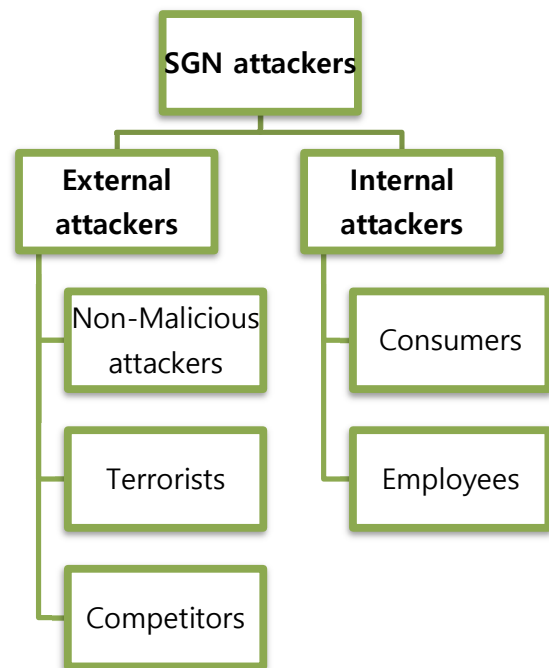 SGN attackers
External
attackers
Non-Malicious
attackers
Terrorists
Competitors
Internal
attackers
Consumers
Employees